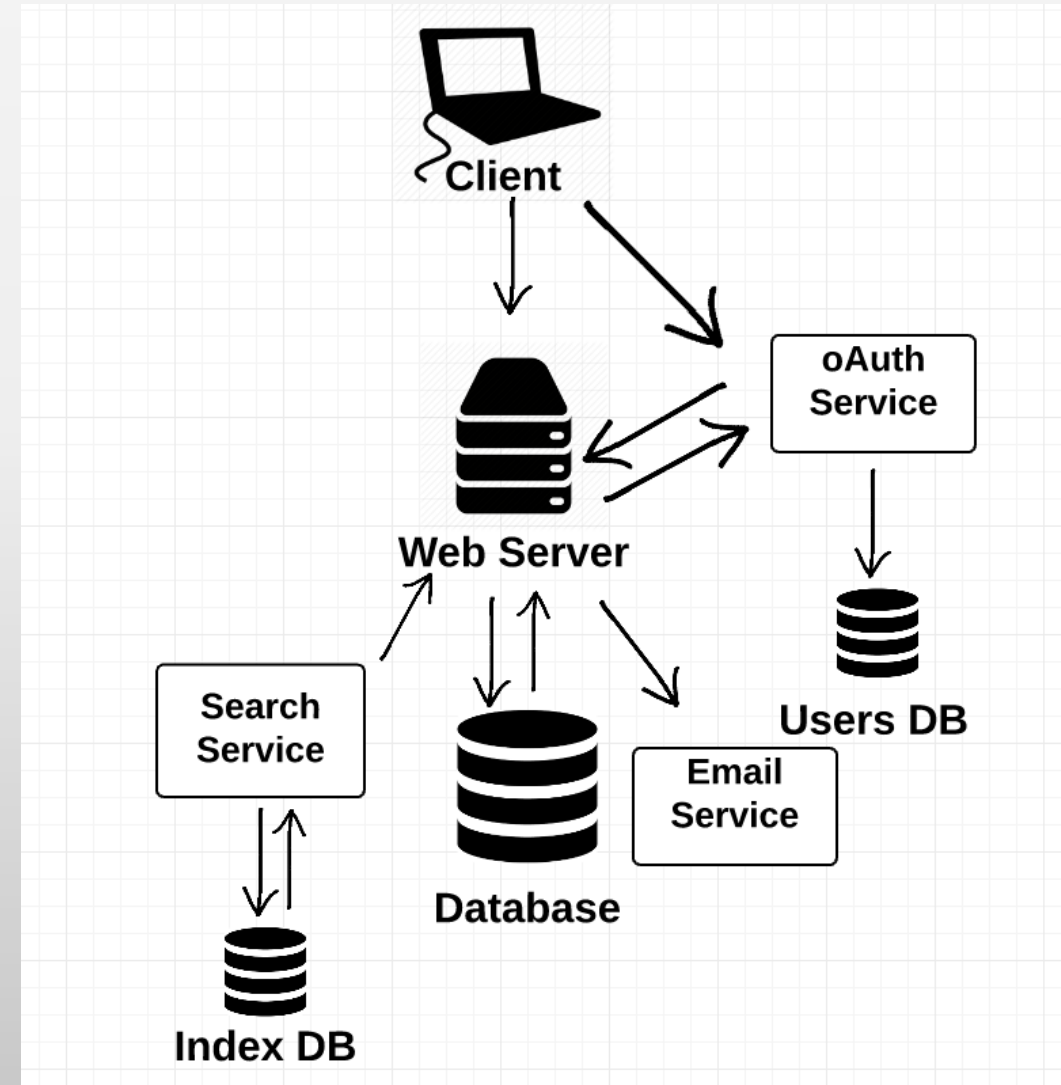 Client
oAuth
Service
Web Server
Search
Service
Users DB
Email
Service
Database
Index DB